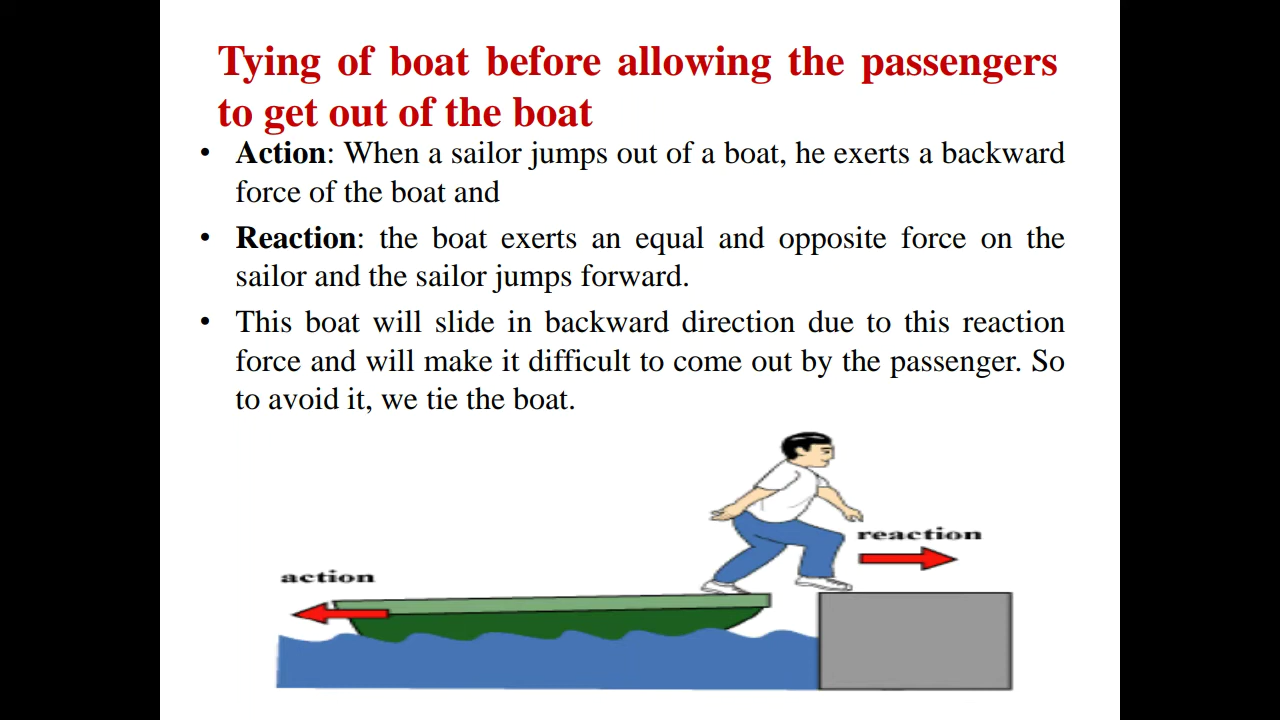 Tying of boat before allowing the passengers
to get out of the boat
• Action: When a sailor jumps out of a boat, he exerts a backward
force of the boat and
• Reaction: the boat exerts an equal and opposite force on the
sailor and the sailor jumps forward.
• This boat will slide in backward direction due to this reaction
force and will make it difficult to come out by the passenger. So
to avoid it, we tie the boat.
reaction
action